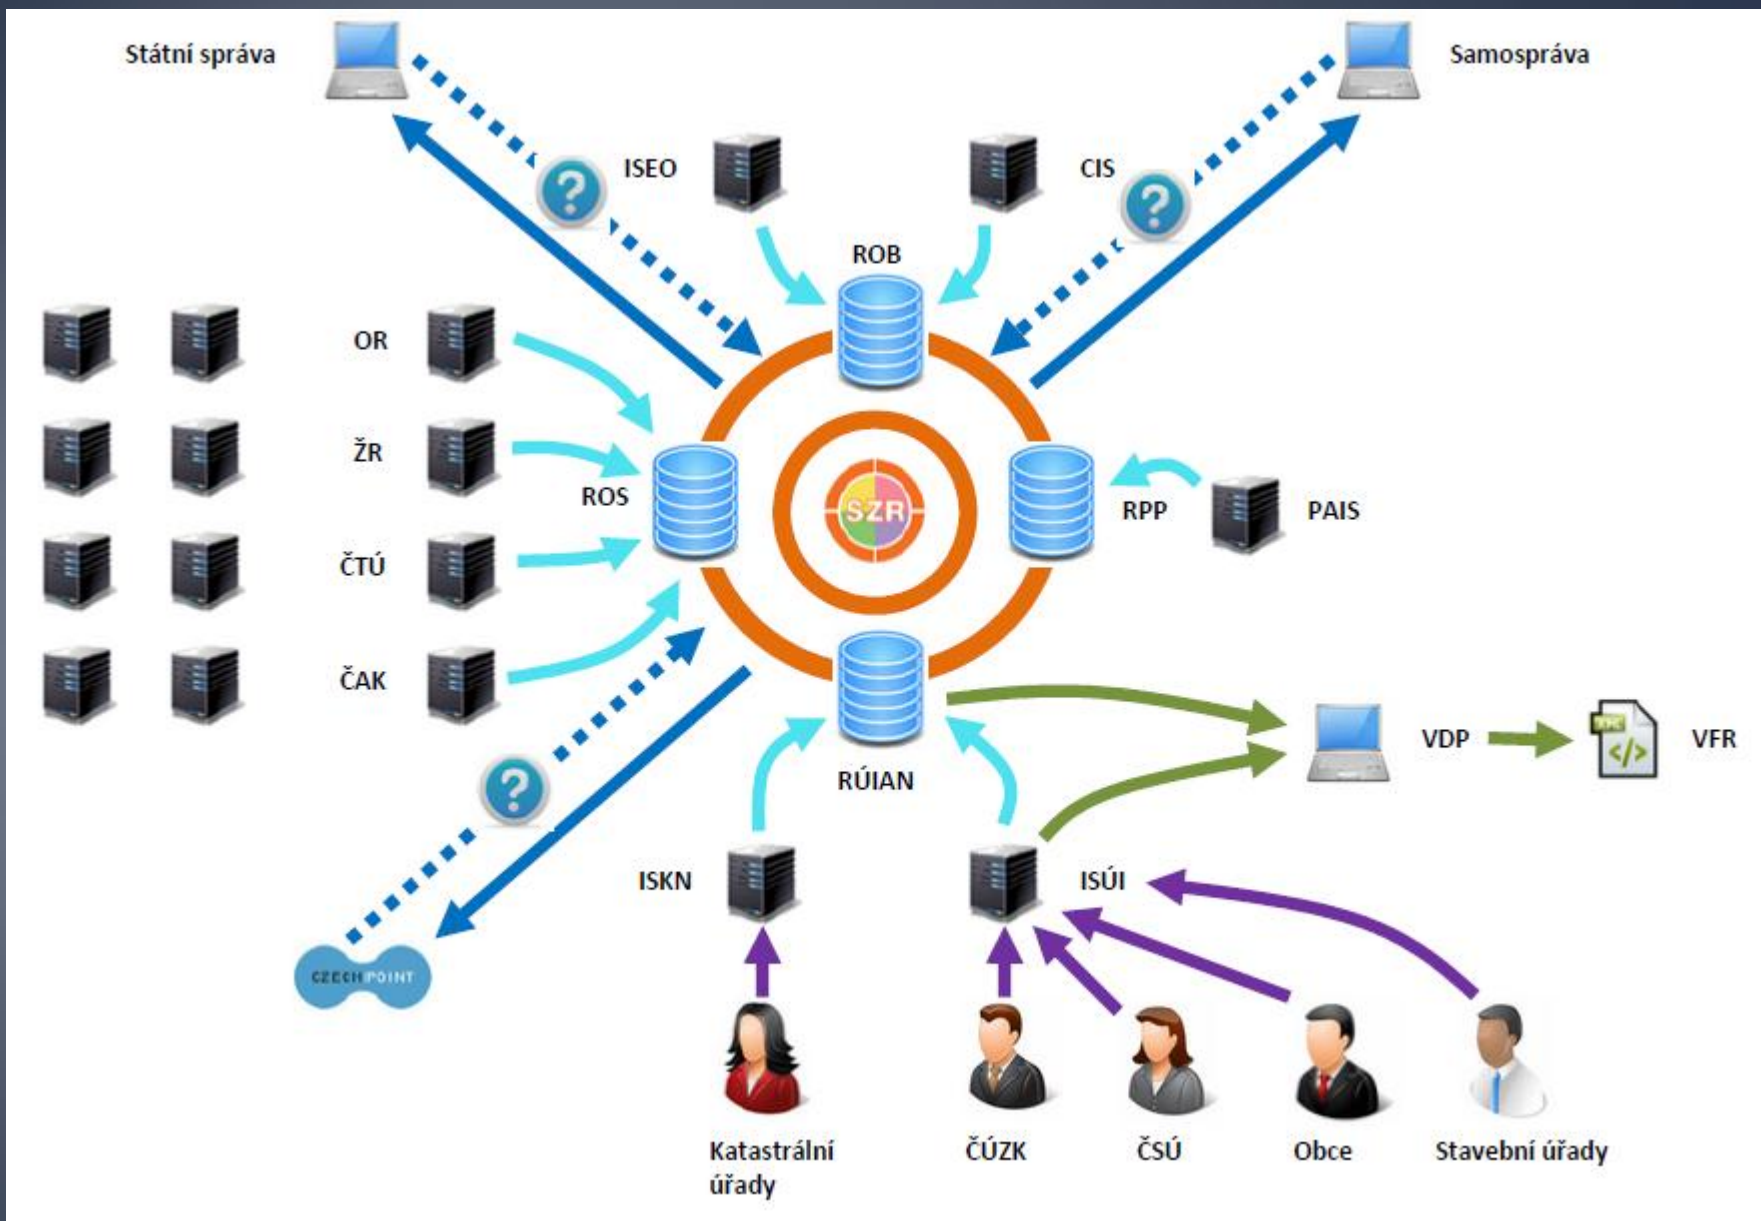 Státní správa
Samospráva
ISEO
CIS
ROB
OR
ŽR
ROS
SZR
RPP
PAIS
ČTÚ
ČAK
RÚIAN
VDP
VFR
ISKN
ISÚI
CZECH POINT
Katastrální
úřady
ČÚZK
ČSÚ
Obce
Stavební úřady
?
?
?